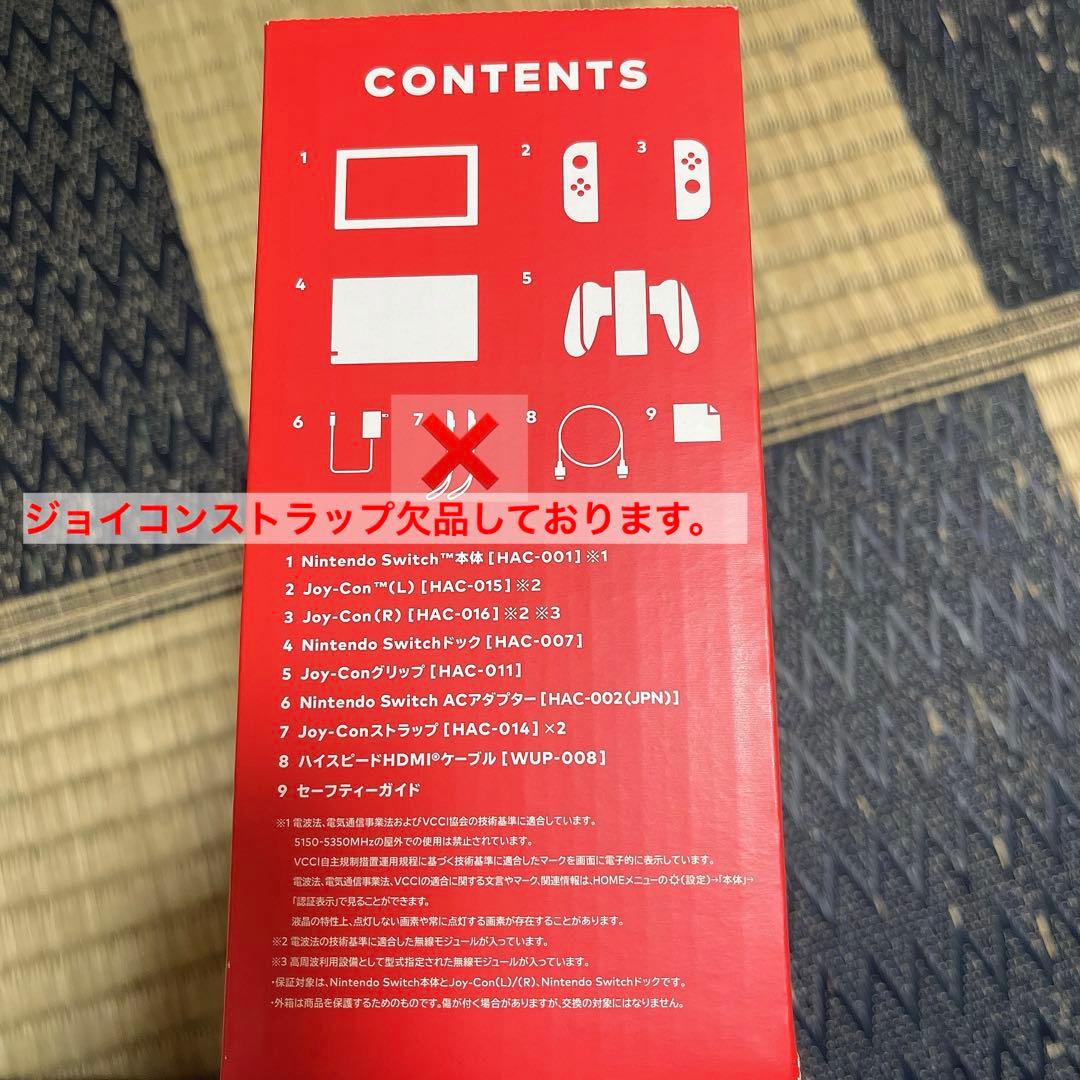 CONTENTS
1
2
3
4
5
6
7
8
9
ジョイコンストラップ欠品しております。
1 Nintendo Switch™本体[HAC-001]※1
2 Joy-Con™(L)[HAC-015]※2
3 Joy-Con(R)[HAC-016]※2 ※3
4 Nintendo Switchドック[HAC-007]
5 Joy-Conグリップ[HAC-011]
6 Nintendo Switch ACアダプター[HAC-002(JPN)]
7 Joy-Conストラップ[HAC-014]×2
8 ハイスピードHDMI®ケーブル[WUP-008]
9 セーフティーガイド
※1 電波法、電気通信事業法およびVCCI協会の技術基準に適合しています。
5150-5350MHzの屋外での使用は禁止されています。
VCCI自主規制措置運用規程に基づく技術基準に適合したマークを画面に電子的に表示しています。
電波法、電気通信事業法、VCCIの適合に関する文言やマーク、関連情報は、HOMEメニューの(設定)→「本体」→
「認証表示」で見ることができます。
液晶の特性上、点灯しない画素や常に点灯する画素が存在することがあります。
※2 電波法の技術基準に適合した無線モジュールが入っています。
※3 高周波利用設備として型式指定された無線モジュールが入っています。
・保証対象は、Nintendo Switch本体とJoy-Con(L)/(R)、Nintendo Switchドックです。
・外箱は商品を保護するためのものです。傷が付く場合がありますが、交換の対象にはなりません。